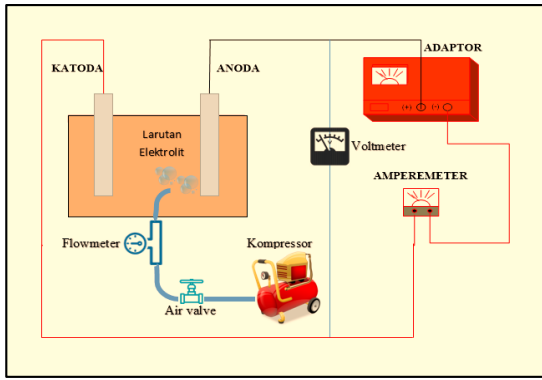 ADAPTOR
KATODA
ANODA
Larutan
Elektrolit
(+)
(-)
V
Voltmeter
AMPEREMETER
Flowmeter
Kompressor
Air valve